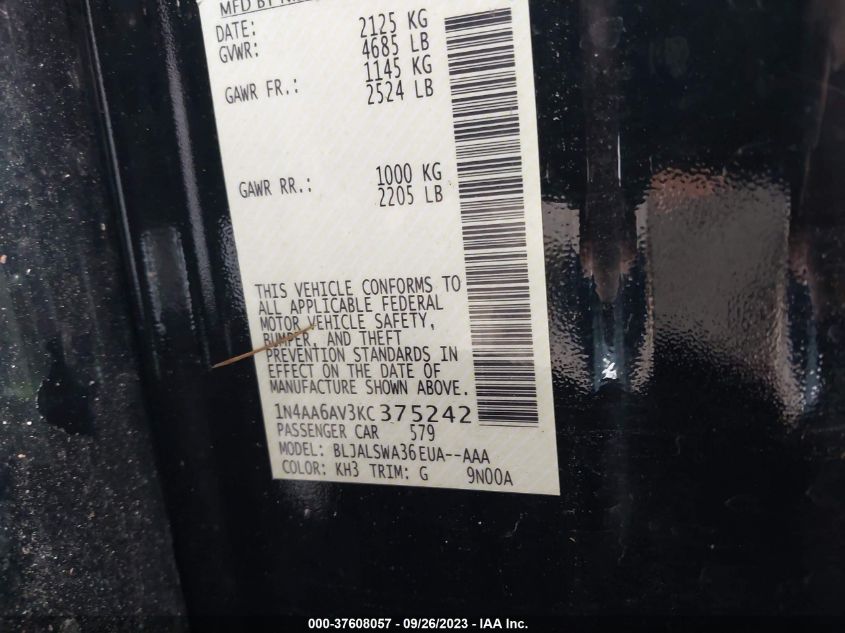 MFD BY
DATE:
GVWR: 2125 KG
4685 LB
GAWR FR.: 1145 KG
2524 LB
GAWR RR.: 1000 KG
2205 LB
THIS VEHICLE CONFORMS TO
ALL APPLICABLE FEDERAL
MOTOR VEHICLE SAFETY,
BUMPER, AND THEFT
PREVENTION STANDARDS IN
EFFECT ON THE DATE OF
MANUFACTURE SHOWN ABOVE.
1N4AA6AV3KC375242
PASSENGER CAR 579
MODEL: BLJALSWA36EUA--AAA
COLOR: KH3 TRIM: G 9N00A
000-37608057 - 09/26/2023 - IAA Inc.